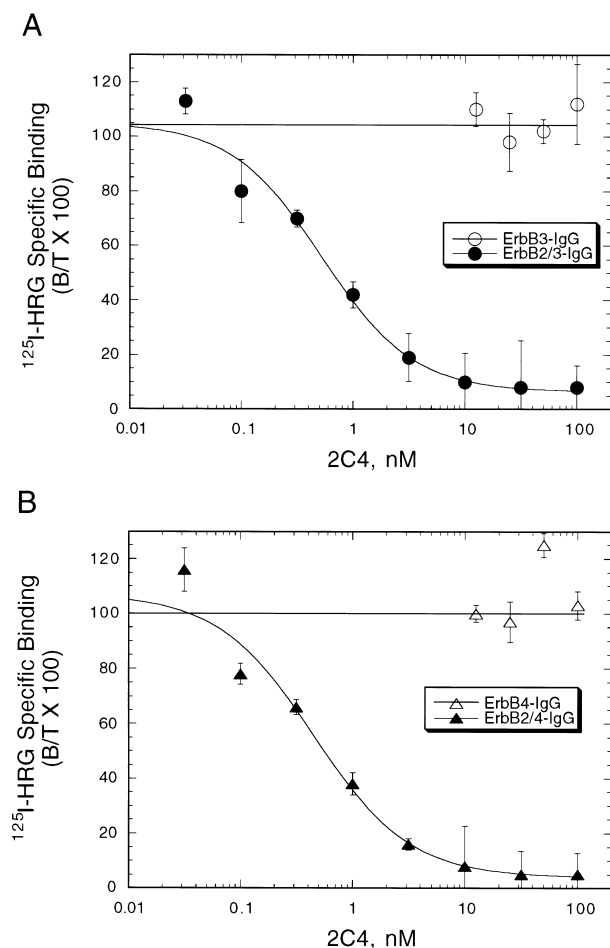 A
120
100
80
60
40
20
0
¹²⁵I-HRG Specific Binding
(B/T X 100)
ErbB3-IgG
ErbB2/3-IgG
0.01 0.1 1 10 100
2C4, nM
B
120
100
80
60
40
20
0
¹²⁵I-HRG Specific Binding
(B/T X 100)
ErbB4-IgG
ErbB2/4-IgG
0.01 0.1 1 10 100
2C4, nM